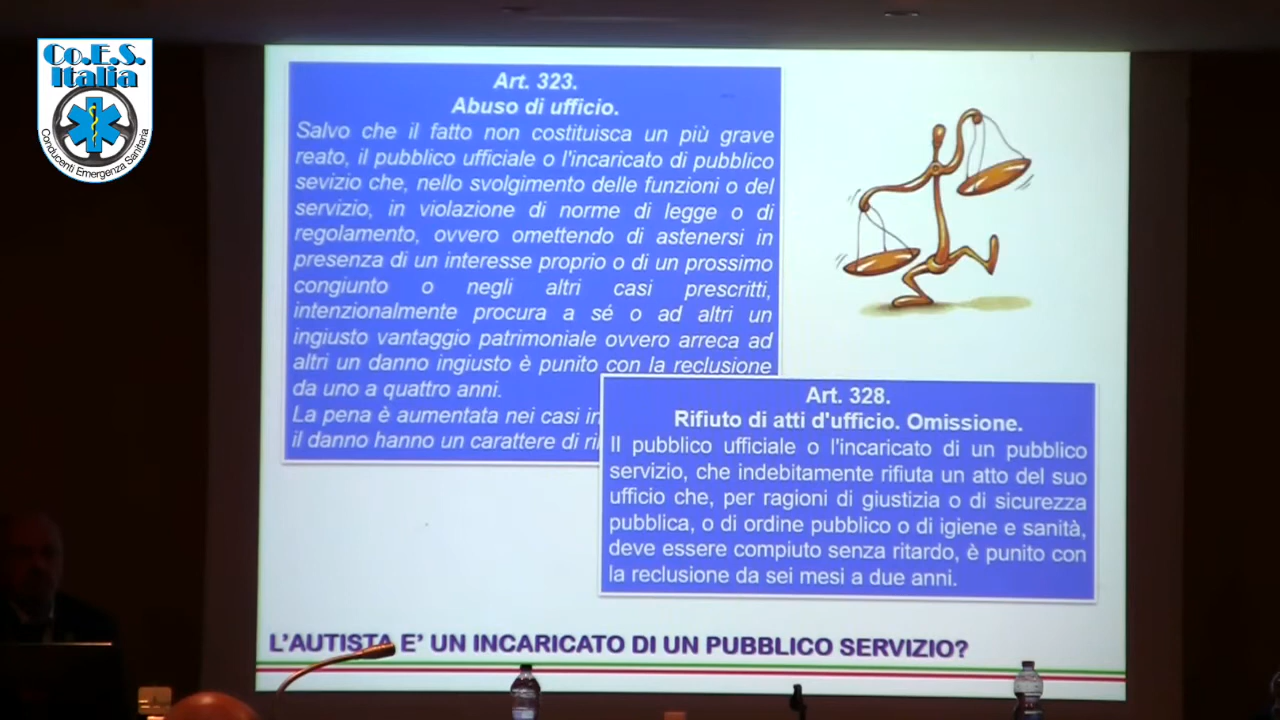 Co.E.S.
Italia
Conducenti Emergenza Sanitaria
Art. 323.
Abuso di ufficio.
Salvo che il fatto non costituisca un più grave
reato, il pubblico ufficiale o l'incaricato di pubblico
sevizio che, nello svolgimento delle funzioni o del
servizio, in violazione di norme di legge o di
regolamento, ovvero omettendo di astenersi in
presenza di un interesse proprio o di un prossimo
congiunto o negli altri casi prescritti,
intenzionalmente procura a sé o ad altri un
ingiusto vantaggio patrimoniale ovvero arreca ad
altri un danno ingiusto è punito con la reclusione
da uno a quattro anni.
La pena è aumentata nei casi in
il danno hanno un carattere di ri
Art. 328.
Rifiuto di atti d'ufficio. Omissione.
Il pubblico ufficiale o l'incaricato di un pubblico
servizio, che indebitamente rifiuta un atto del suo
ufficio che, per ragioni di giustizia o di sicurezza
pubblica, o di ordine pubblico o di igiene e sanità,
deve essere compiuto senza ritardo, è punito con
la reclusione da sei mesi a due anni.
L'AUTISTA E' UN INCARICATO DI UN PUBBLICO SERVIZIO?